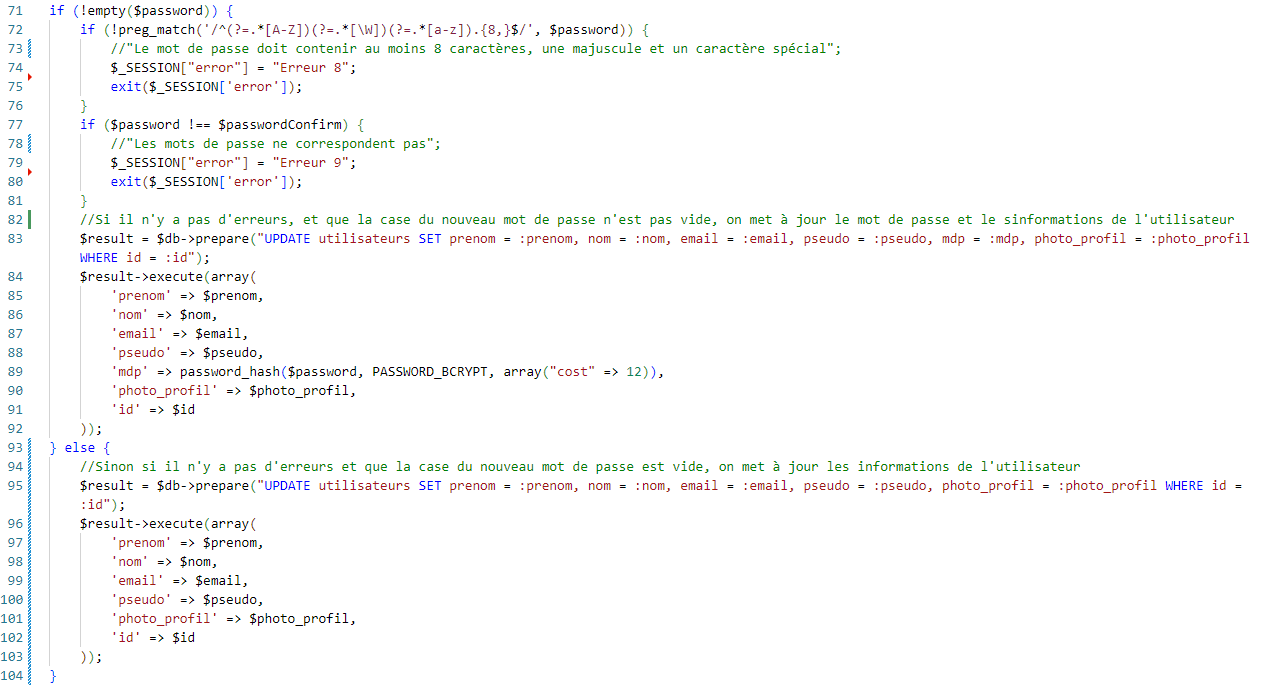 71 if (!empty($password)) {
72 if (!preg_match('/^(?=.*[A-Z])(?=.*[\W])(?=.*[a-z]).{8,}$/', $password)) {
73 //"Le mot de passe doit contenir au moins 8 caractères, une majuscule et un caractère spécial";
74 $_SESSION["error"] = "Erreur 8";
75 exit($_SESSION['error']);
76 }
77 if ($password !== $passwordConfirm) {
78 //"Les mots de passe ne correspondent pas";
79 $_SESSION["error"] = "Erreur 9";
80 exit($_SESSION['error']);
81 }
82 //Si il n'y a pas d'erreurs, et que la case du nouveau mot de passe n'est pas vide, on met à jour le mot de passe et le sinformations de l'utilisateur
83 $result = $db->prepare("UPDATE utilisateurs SET prenom = :prenom, nom = :nom, email = :email, pseudo = :pseudo, mdp = :mdp, photo_profil = :photo_profil
WHERE id = :id");
84 $result->execute(array(
85 'prenom' => $prenom,
86 'nom' => $nom,
87 'email' => $email,
88 'pseudo' => $pseudo,
89 'mdp' => password_hash($password, PASSWORD_BCRYPT, array("cost" => 12)),
90 'photo_profil' => $photo_profil,
91 'id' => $id
92 ));
93 } else {
94 //Sinon si il n'y a pas d'erreurs et que la case du nouveau mot de passe est vide, on met à jour les informations de l'utilisateur
95 $result = $db->prepare("UPDATE utilisateurs SET prenom = :prenom, nom = :nom, email = :email, pseudo = :pseudo, photo_profil = :photo_profil WHERE id =
:id");
96 $result->execute(array(
97 'prenom' => $prenom,
98 'nom' => $nom,
99 'email' => $email,
100 'pseudo' => $pseudo,
101 'photo_profil' => $photo_profil,
102 'id' => $id
103 ));
104 }